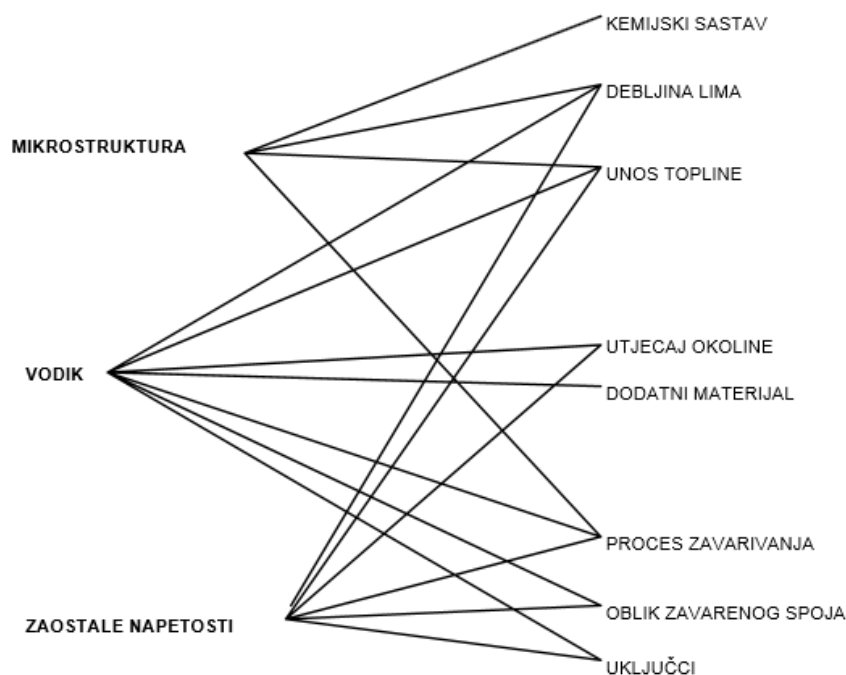 KEMIJSKI SASTAV
DEBLJINA LIMA
MIKROSTRUKTURA
UNOS TOPLINE
UTJECAJ OKOLINE
VODIK
DODATNI MATERIJAL
PROCES ZAVARIVANJA
OBLIK ZAVARENOG SPOJA
ZAOSTALE NAPETOSTI
UKLJUČCI